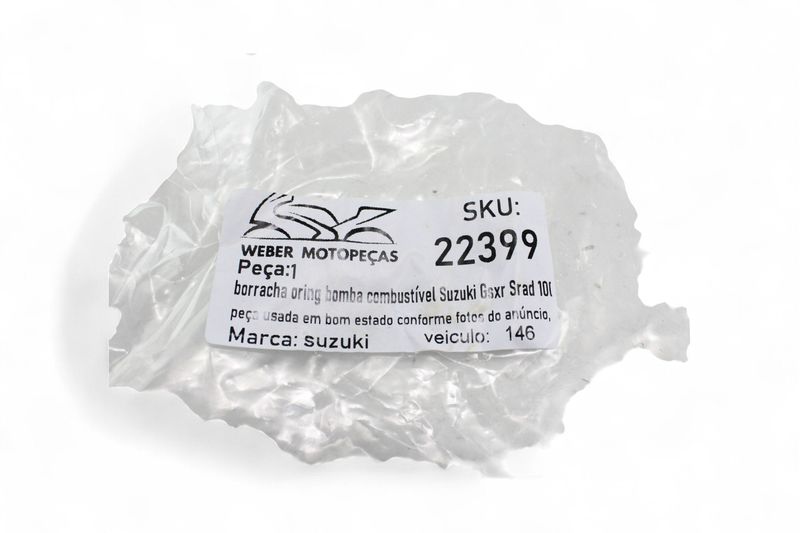 SKU:
22399
WEBER MOTOPEÇAS
Peça:1
borracha oring bomba combustível Suzuki Gsxr Srad
peça usada em bom estado conforme fotos do anúncio,
Marca: suzuki veiculo: 146